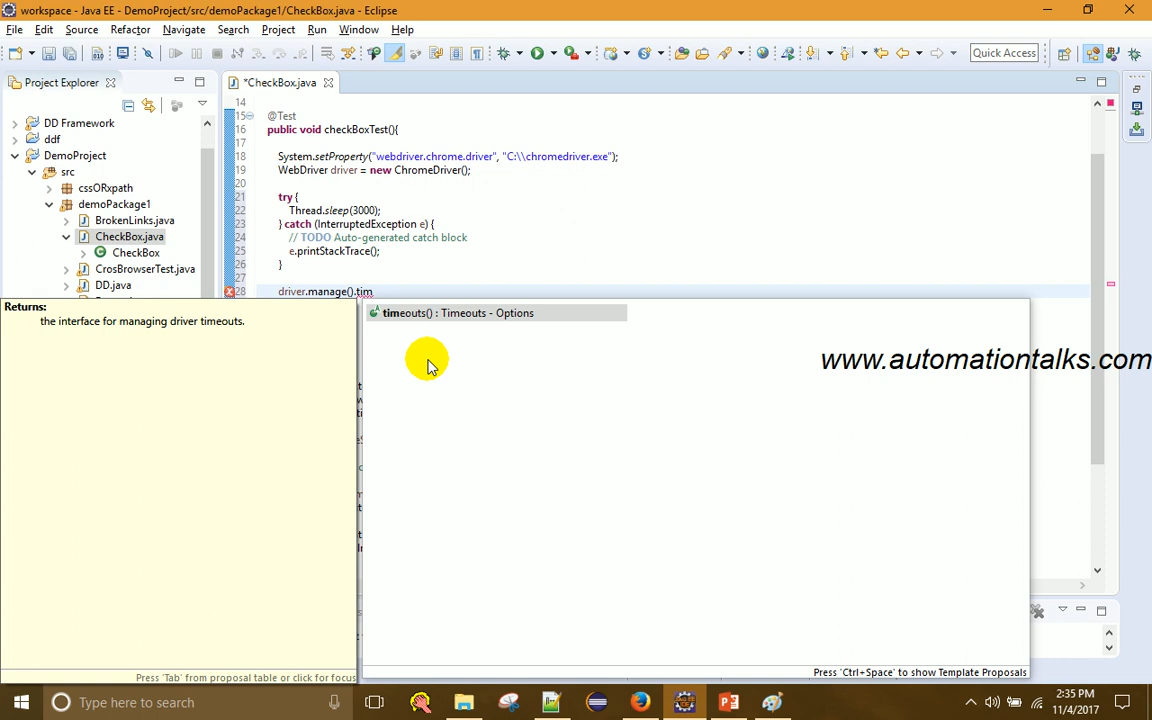 workspace - Java EE - DemoProject/src/demoPackage1/CheckBox.java - Eclipse
File Edit Source Refactor Navigate Search Project Run Window Help
Quick Access
Project Explorer
*CheckBox.java
DD Framework
ddf
DemoProject
src
cssORxpath
demoPackage1
BrokenLinks.java
CheckBox.java
CheckBox
CrosBrowserTest.java
DD.java
14
15 @Test
16 public void checkBoxTest(){
17
18 System.setProperty("webdriver.chrome.driver", "C:\\chromedriver.exe");
19 WebDriver driver = new ChromeDriver();
20
21 try {
22 Thread.sleep(3000);
23 } catch (InterruptedException e) {
24 // TODO Auto-generated catch block
25 e.printStackTrace();
26 }
27
28 driver.manage().tim
Returns:
the interface for managing driver timeouts.
Press 'Tab' from proposal table or click for focus
timeouts() : Timeouts - Options
www.automationtalks.com
Press 'Ctrl+Space' to show Template Proposals
Type here to search
2:35 PM
11/4/2017